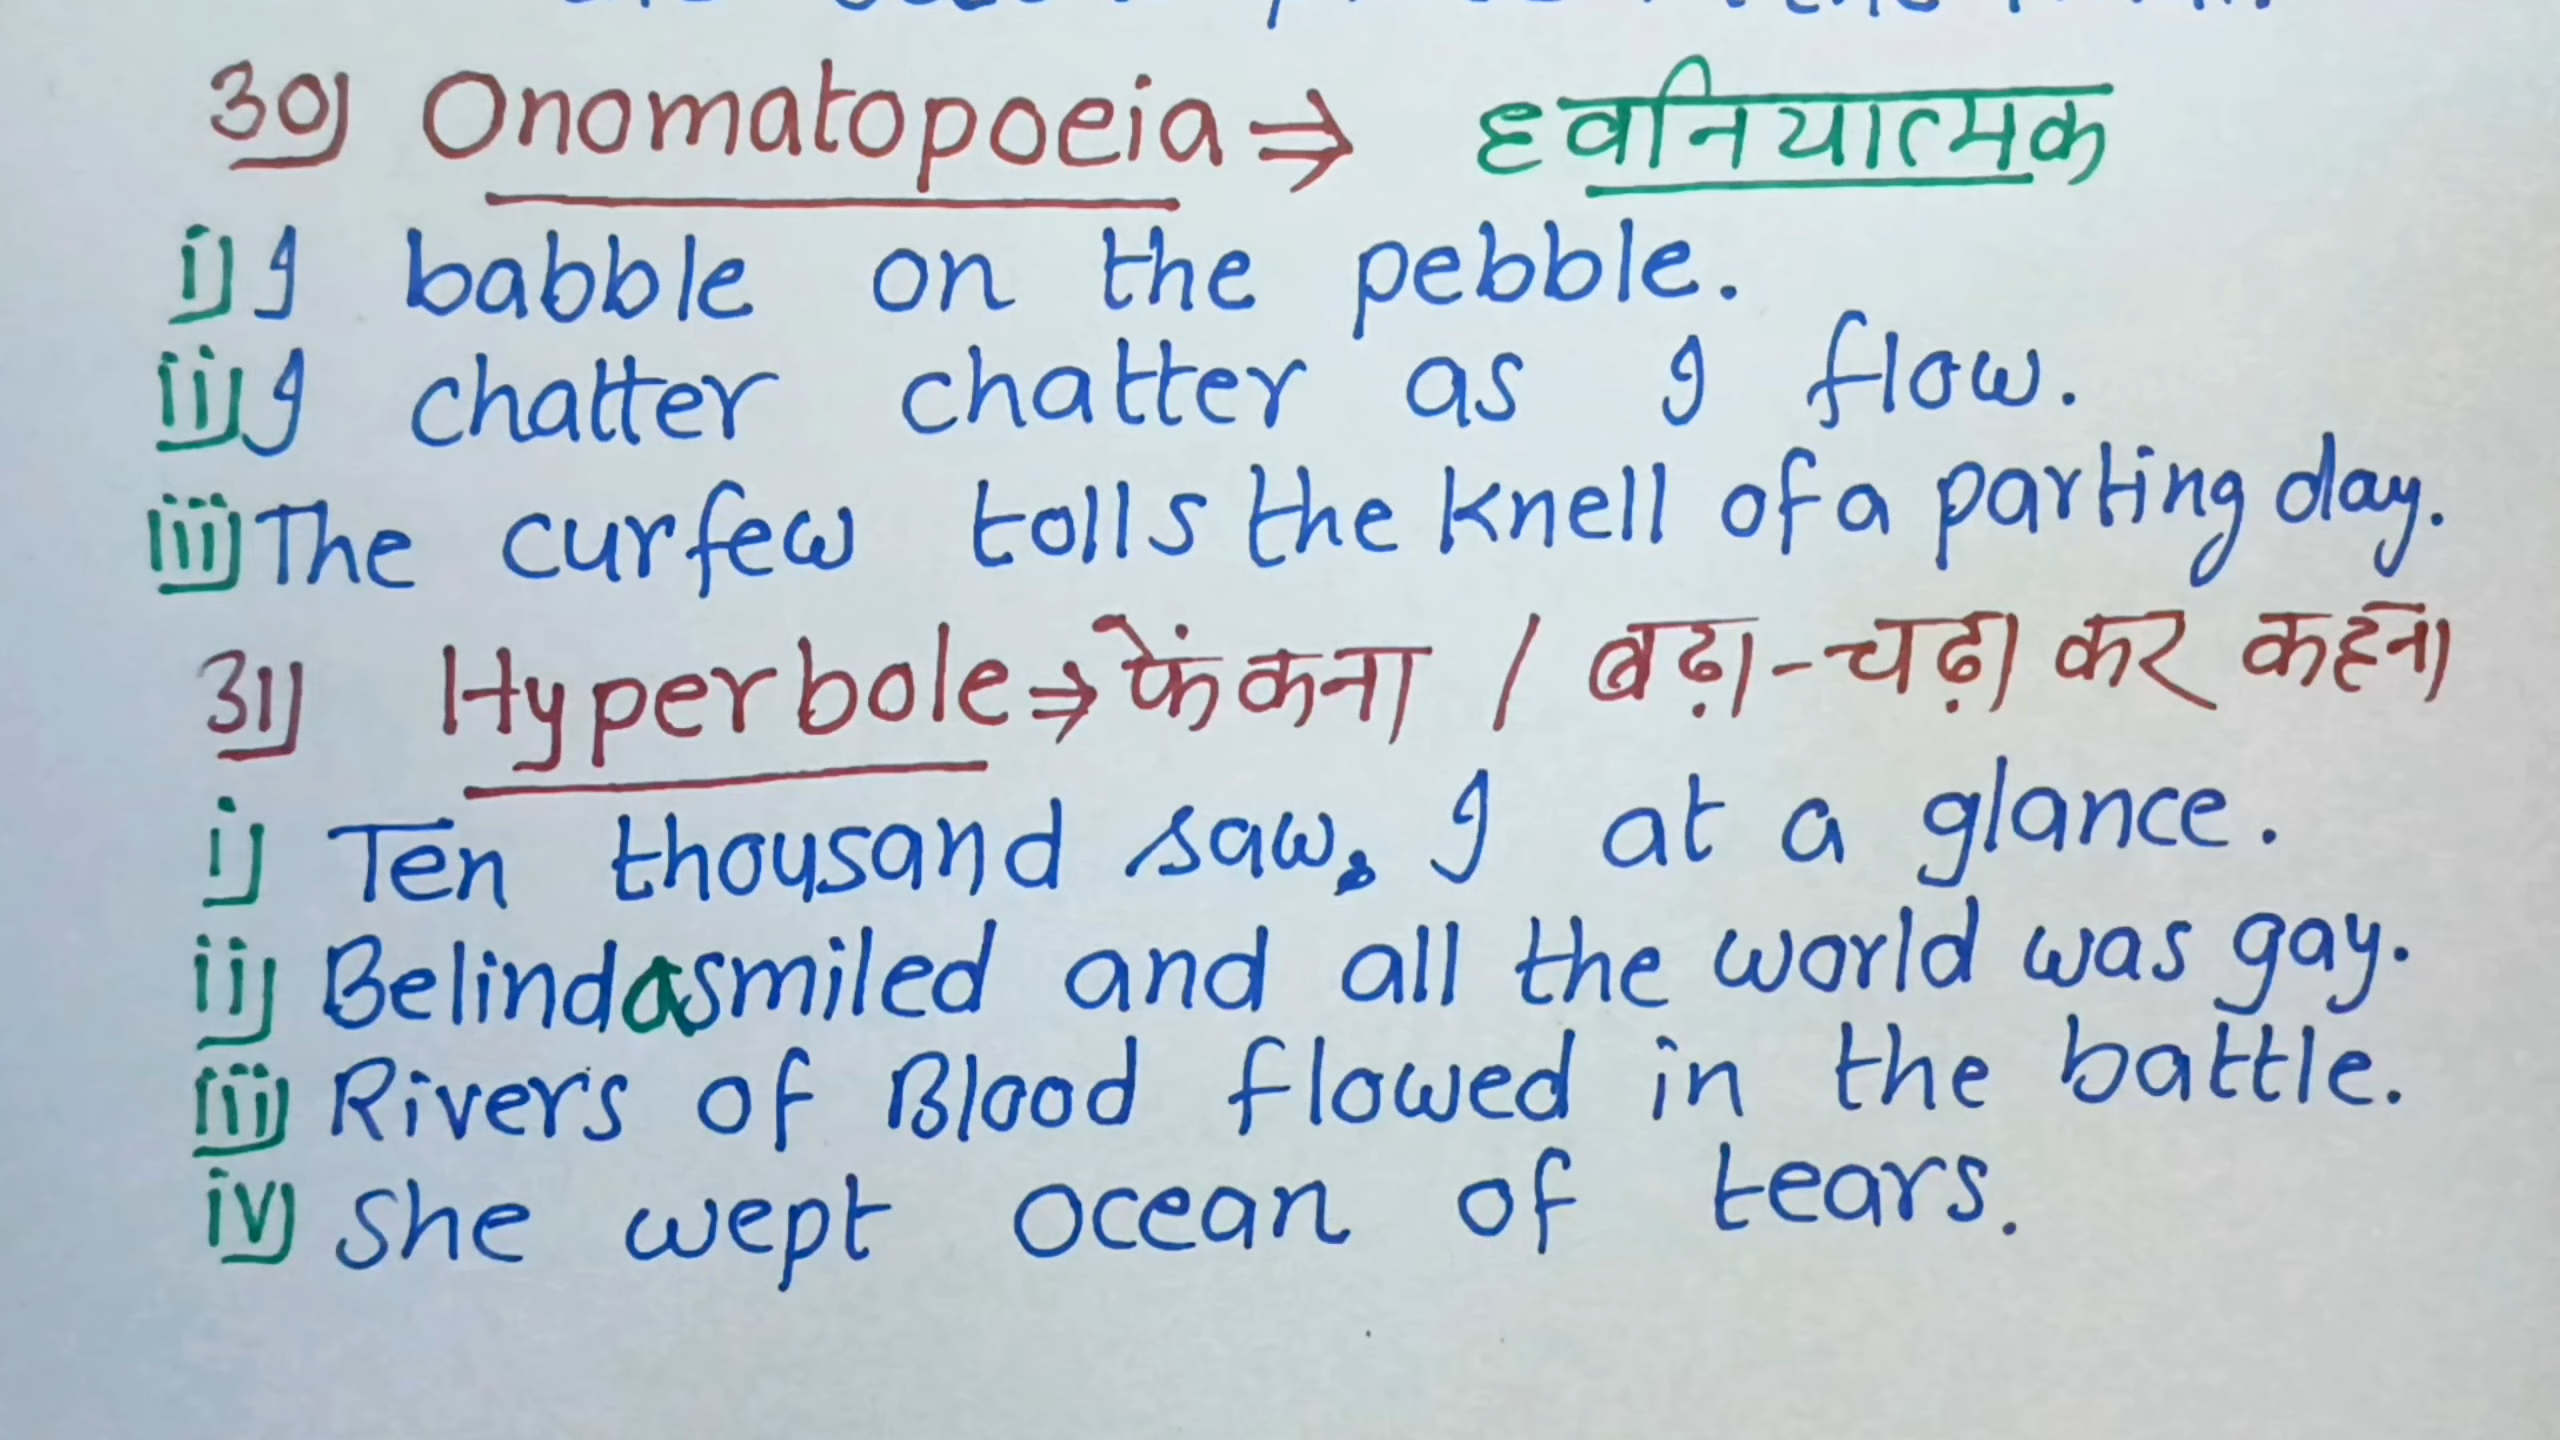 30) Onomatopoeia ⇒ ध्वनियात्मक
i) I babble on the pebble.
ii) I chatter chatter as I flow.
iii) The curfew tolls the knell of a parting day.
31) Hyperbole ⇒ फेंकना / बढ़ा-चढ़ा कर कहना
i) Ten thousand saw, I at a glance.
ii) Belinda smiled and all the world was gay.
iii) Rivers of Blood flowed in the battle.
iv) She wept ocean of tears.